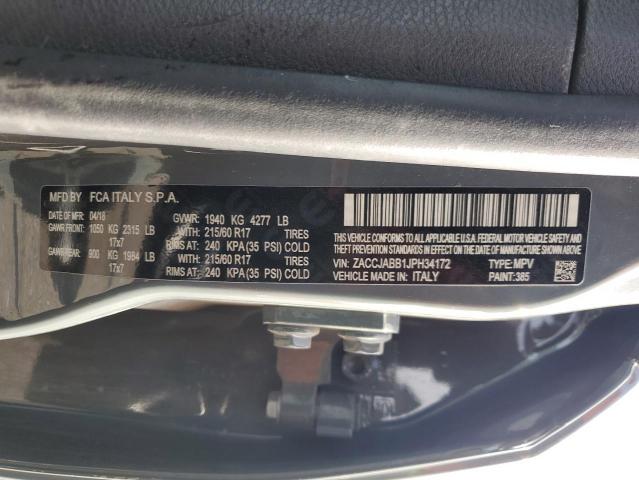 MFD BY FCA ITALY S.P.A.
DATE OF MFR: 04/18 GVWR: 1940 KG 4277 LB
GAWR FRONT: 1050 KG 2315 LB WITH: 215/60 R17 TIRES
17x7 RIMS AT: 240 KPA (35 PSI) COLD
GAWR REAR: 900 KG 1984 LB WITH: 215/60 R17 TIRES
17x7 RIMS AT: 240 KPA (35 PSI) COLD
THIS VEHICLE CONFORMS TO ALL APPLICABLE U.S.A. FEDERAL
MOTOR VEHICLE SAFETY, BUMPER AND
THEFT PREVENTION STANDARDS IN EFFECT ON THE DATE OF MANUFACTURE SHOWN ABOVE
VIN: ZACCJABB1JPH34172 TYPE: MPV
VEHICLE MADE IN: ITALY PAINT: 385